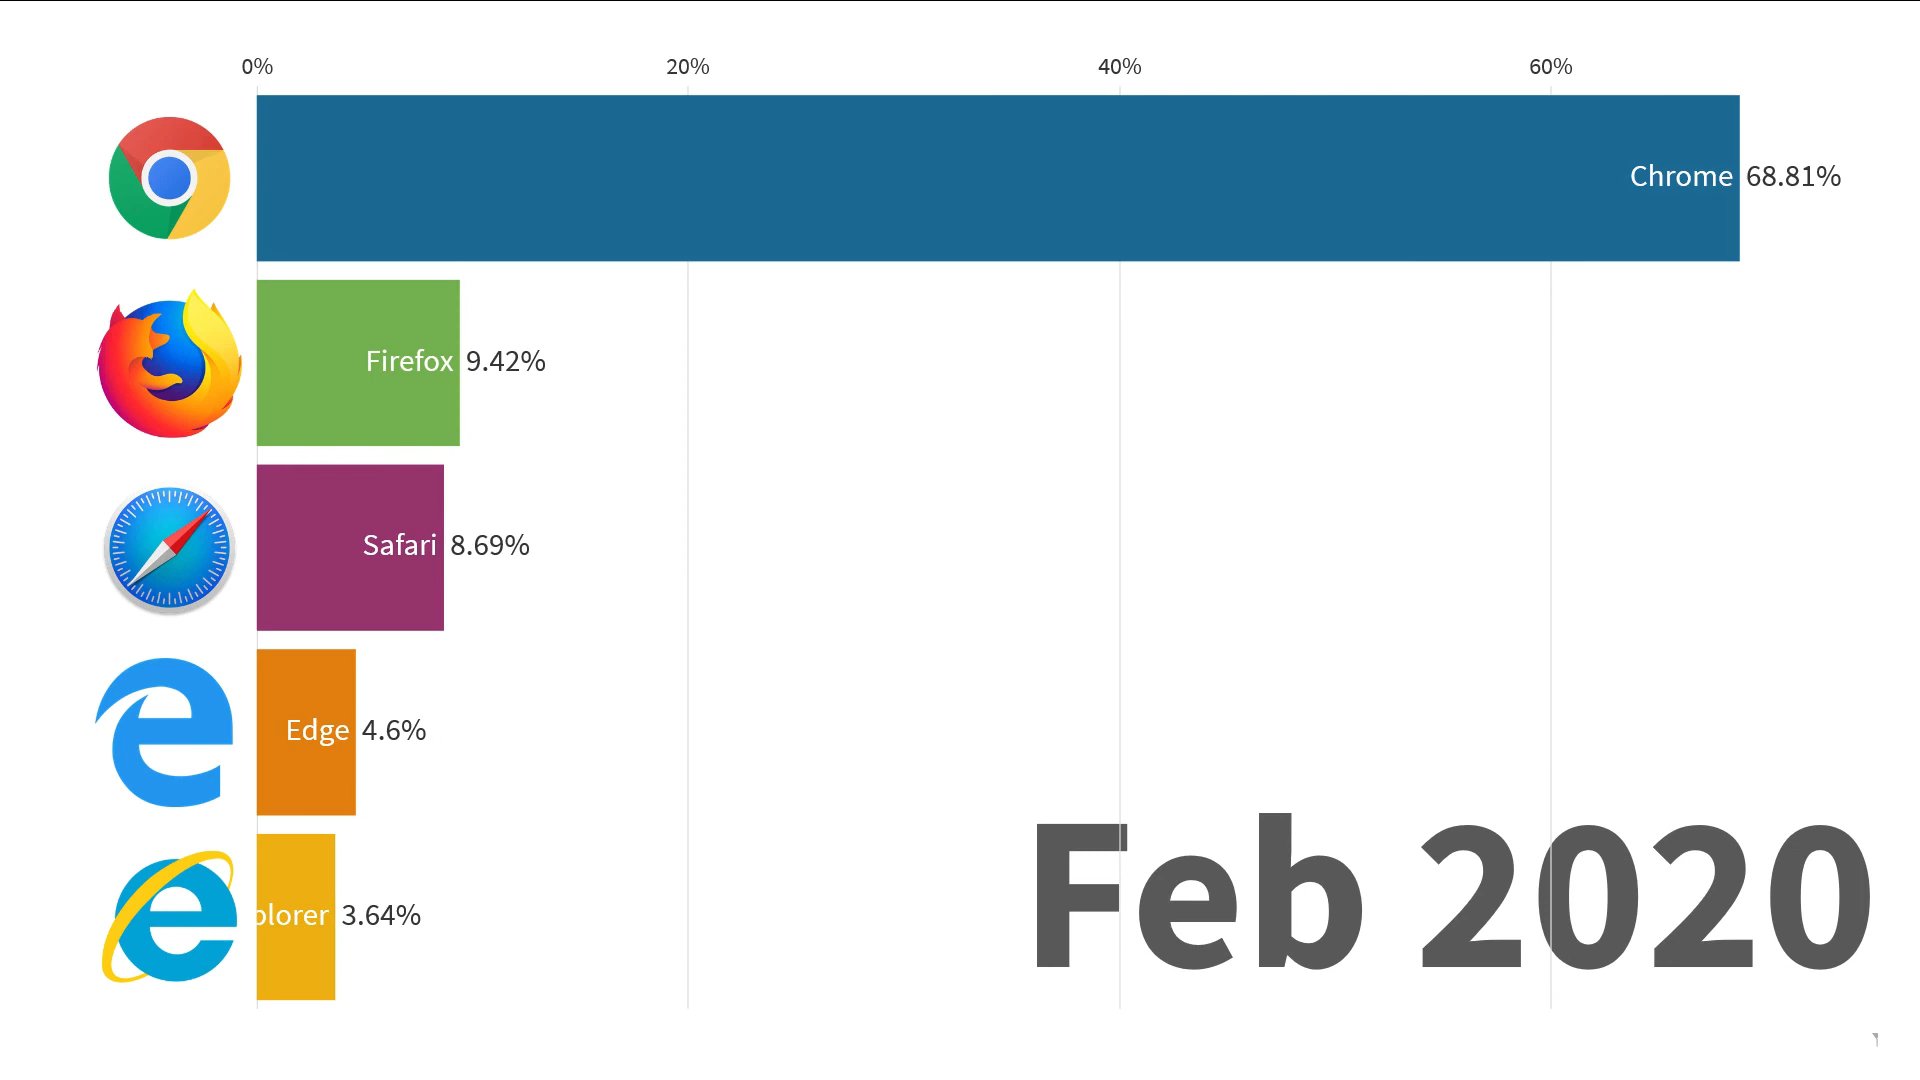 0% 20% 40% 60%
Chrome 68.81%
Firefox 9.42%
Safari 8.69%
Edge 4.6%
plorer 3.64%
Feb 2020